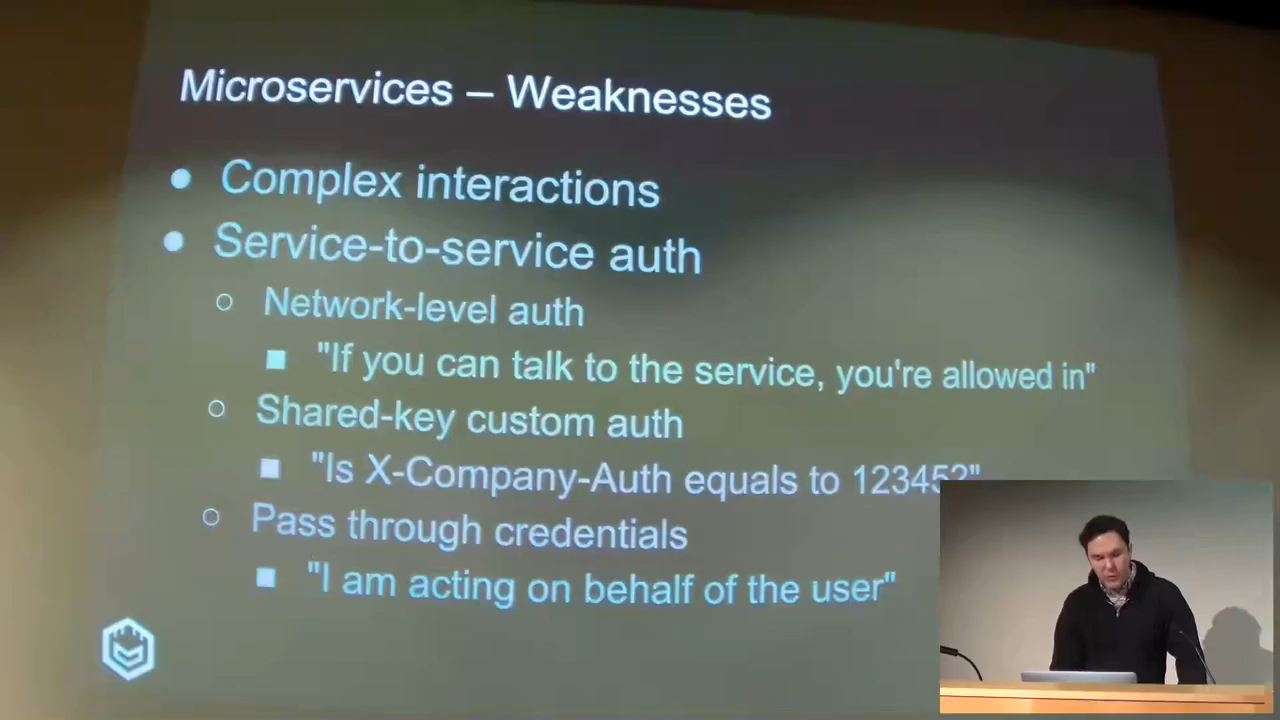 Microservices – Weaknesses
● Complex interactions
● Service-to-service auth
○ Network-level auth
■ "If you can talk to the service, you're allowed in"
○ Shared-key custom auth
■ "Is X-Company-Auth equals to 12345?"
○ Pass through credentials
■ "I am acting on behalf of the user"